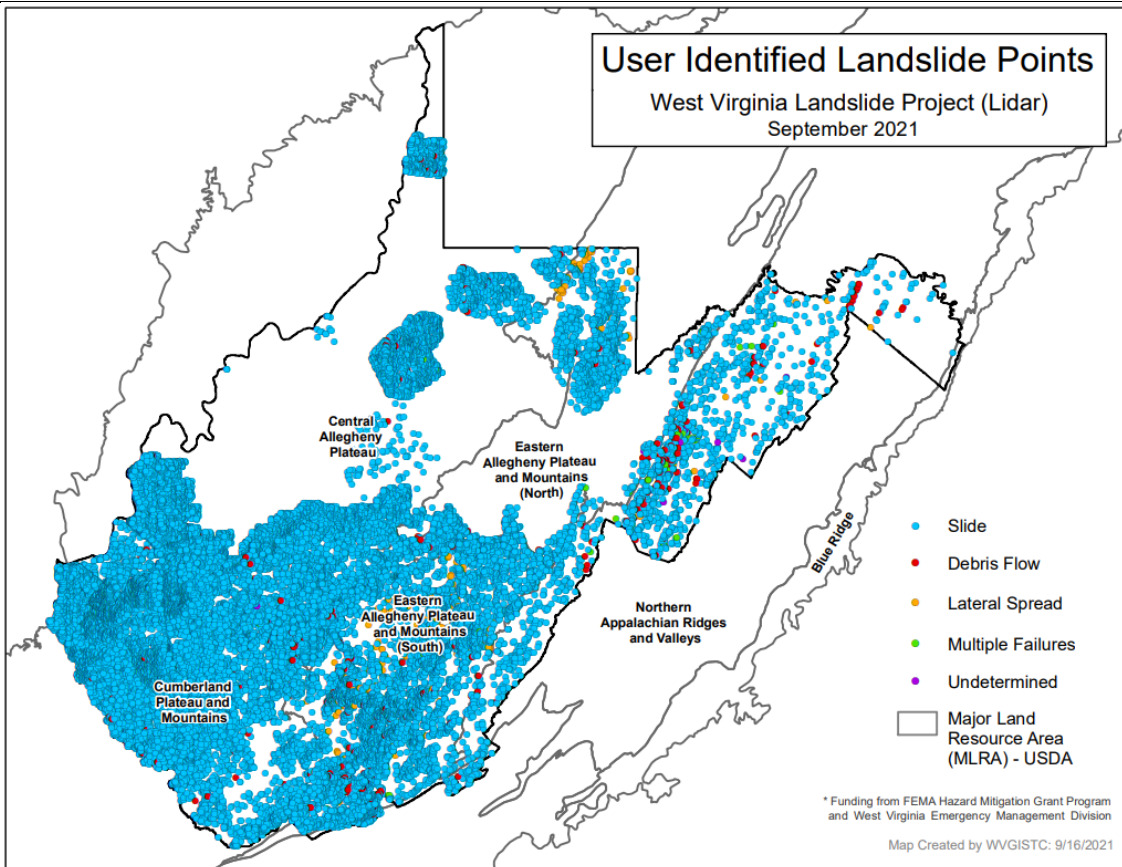 User Identified Landslide Points
West Virginia Landslide Project (Lidar)
September 2021
Central
Allegheny
Plateau
Eastern
Allegheny Plateau
and Mountains
(North)
Eastern
Allegheny Plateau
and Mountains
(South)
Cumberland
Plateau and
Mountains
Northern
Appalachian Ridges
and Valleys
Blue Ridge
Slide
Debris Flow
Lateral Spread
Multiple Failures
Undetermined
Major Land
Resource Area
(MLRA) - USDA
* Funding from FEMA Hazard Mitigation Grant Program
and West Virginia Emergency Management Division
Map Created by WVGISTC: 9/16/2021